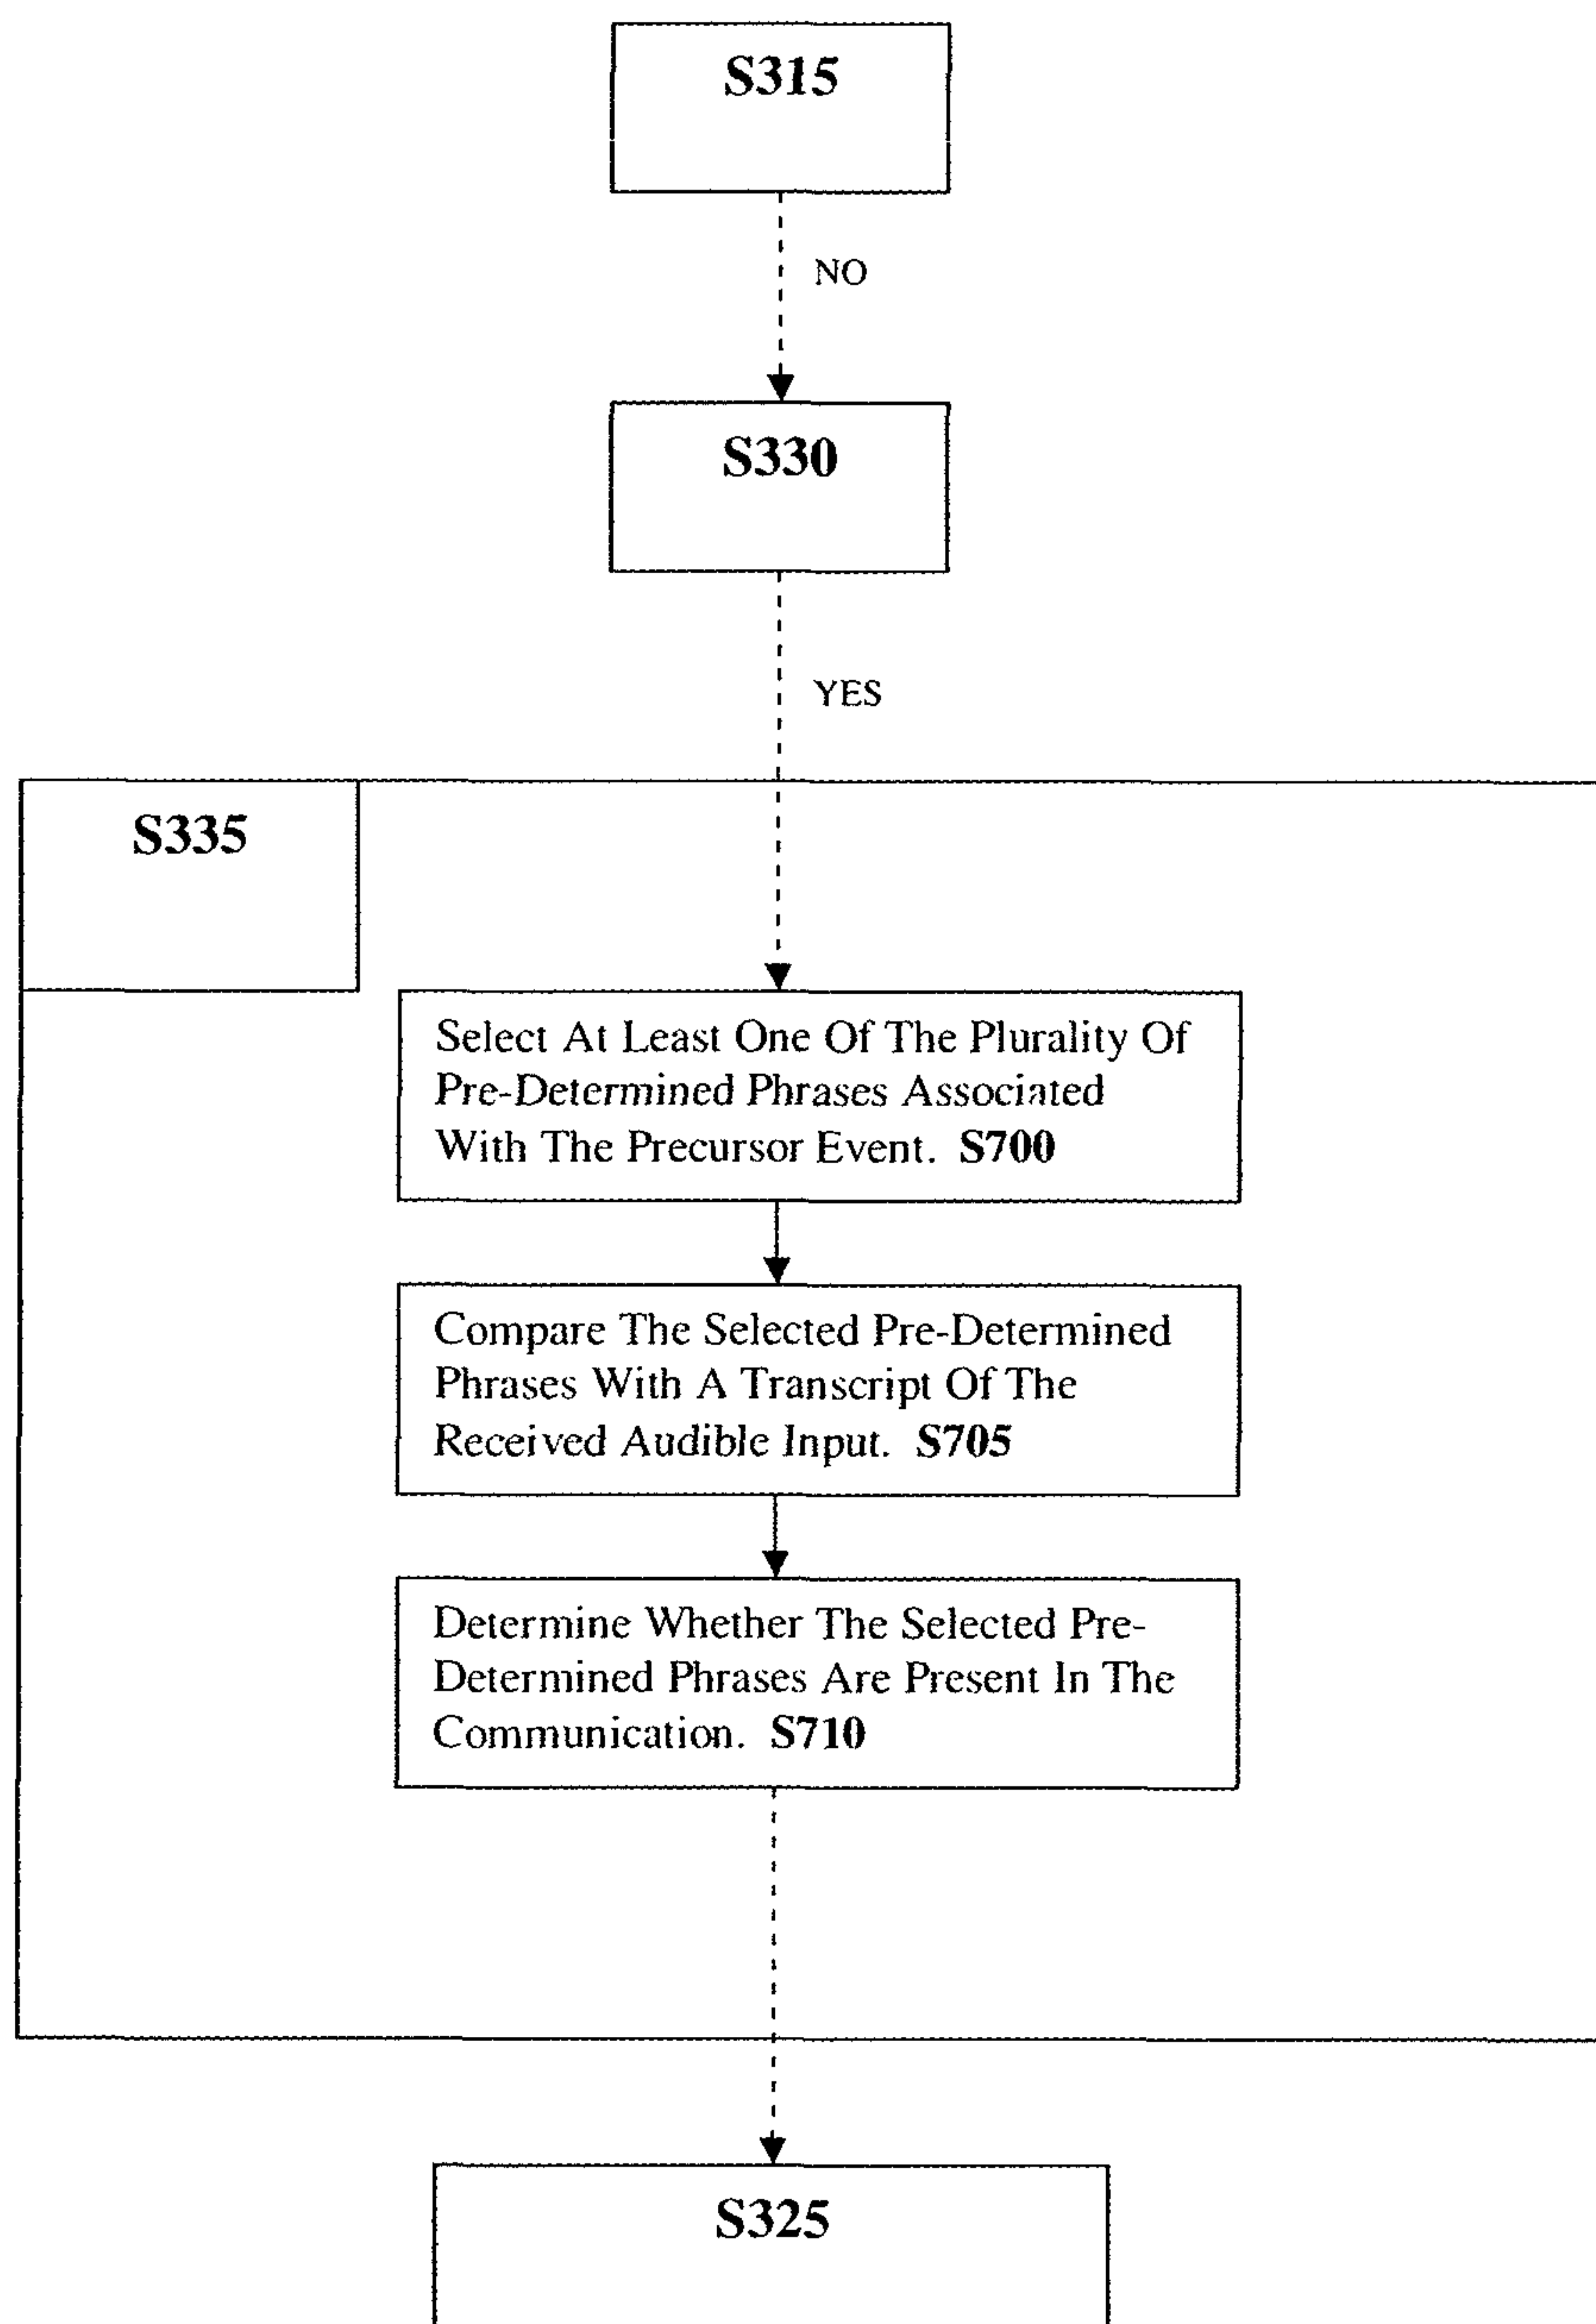 S315
NO
S330
YES
S335
Select At Least One Of The Plurality Of
Pre-Determined Phrases Associated
With The Precursor Event. S700
Compare The Selected Pre-Determined
Phrases With A Transcript Of The
Received Audible Input. S705
Determine Whether The Selected Pre-
Determined Phrases Are Present In The
Communication. S710
S325